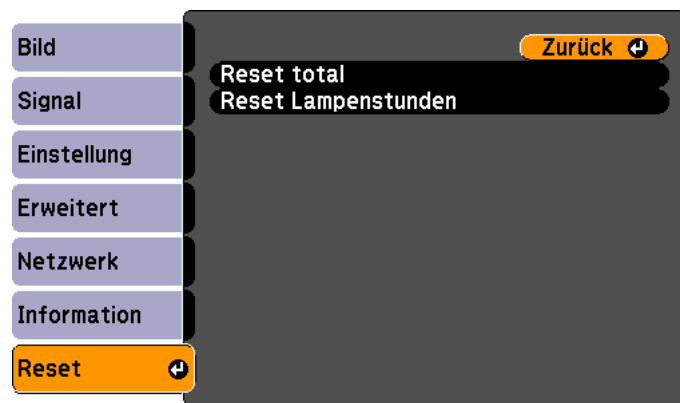 Bild
Signal
Einstellung
Erweitert
Netzwerk
Information
Reset
Zurück
Reset total
Reset Lampenstunden